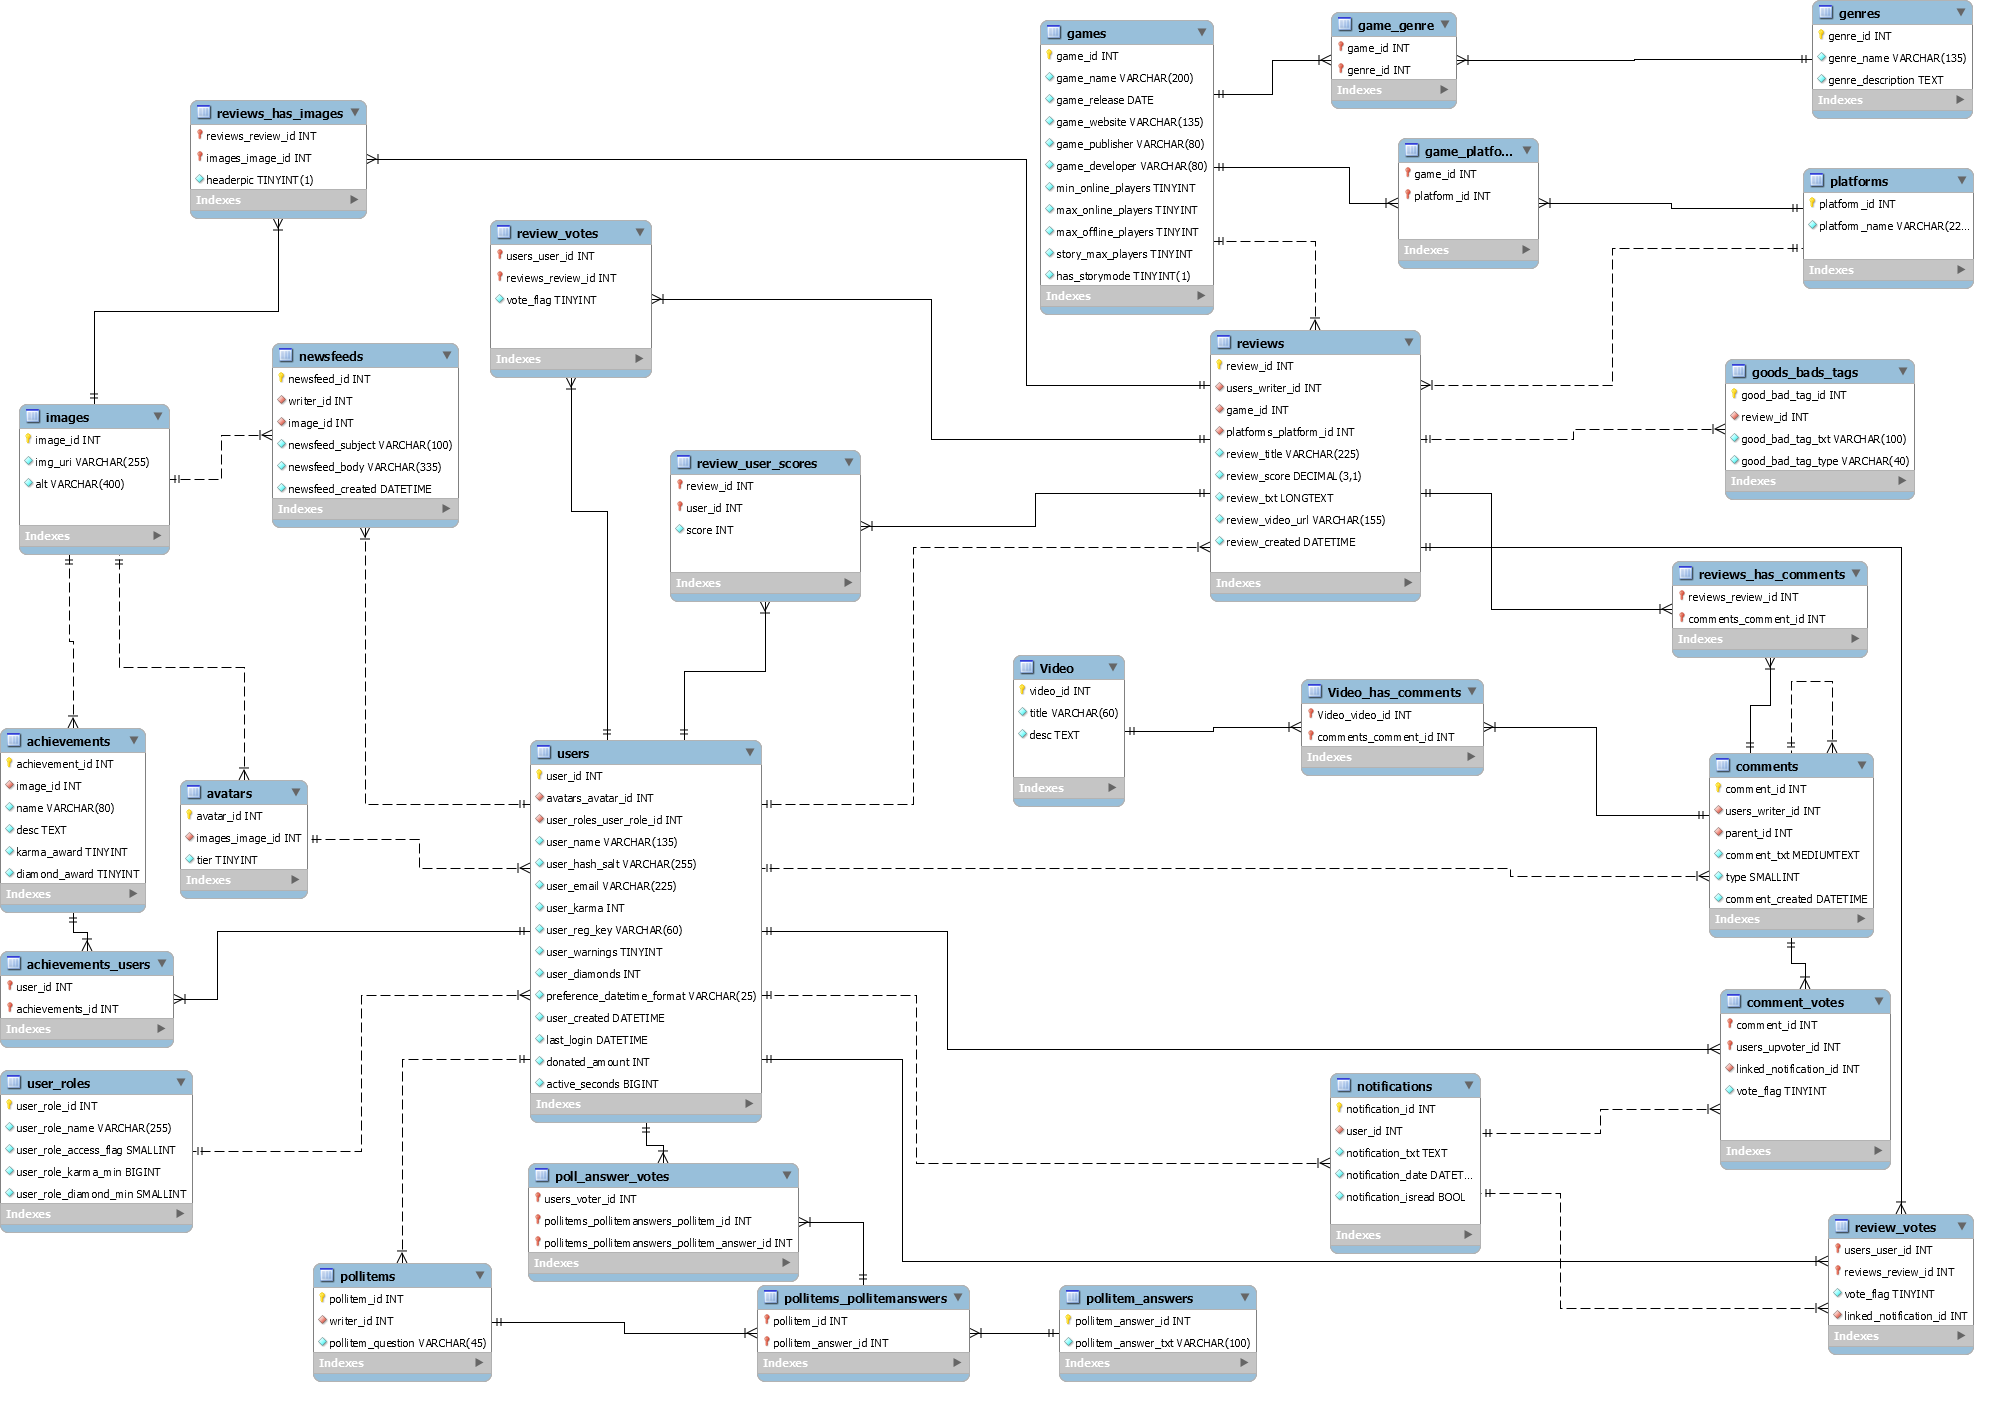 games
game_id INT
game_name VARCHAR(200)
game_release DATE
game_website VARCHAR(135)
game_publisher VARCHAR(80)
game_developer VARCHAR(80)
min_online_players TINYINT
max_online_players TINYINT
max_offline_players TINYINT
story_max_players TINYINT
has_storymode TINYINT(1)
Indexes
game_genre
game_id INT
genre_id INT
Indexes
genres
genre_id INT
genre_name VARCHAR(135)
genre_description TEXT
Indexes
reviews_has_images
reviews_review_id INT
images_image_id INT
headerpic TINYINT(1)
Indexes
game_platfo...
game_id INT
platform_id INT
Indexes
platforms
platform_id INT
platform_name VARCHAR(22...
Indexes
review_votes
users_user_id INT
reviews_review_id INT
vote_flag TINYINT
Indexes
newsfeeds
newsfeed_id INT
writer_id INT
image_id INT
newsfeed_subject VARCHAR(100)
newsfeed_body VARCHAR(335)
newsfeed_created DATETIME
Indexes
images
image_id INT
img_uri VARCHAR(255)
alt VARCHAR(400)
Indexes
reviews
review_id INT
users_writer_id INT
game_id INT
platforms_platform_id INT
review_title VARCHAR(225)
review_score DECIMAL(3,1)
review_txt LONGTEXT
review_video_url VARCHAR(155)
review_created DATETIME
Indexes
goods_bads_tags
good_bad_tag_id INT
review_id INT
good_bad_tag_txt VARCHAR(100)
good_bad_tag_type VARCHAR(40)
Indexes
review_user_scores
review_id INT
user_id INT
score INT
Indexes
reviews_has_comments
reviews_review_id INT
comments_comment_id INT
Indexes
Video
video_id INT
title VARCHAR(60)
desc TEXT
Indexes
Video_has_comments
Video_video_id INT
comments_comment_id INT
Indexes
achievements
achievement_id INT
image_id INT
name VARCHAR(80)
desc TEXT
karma_award TINYINT
diamond_award TINYINT
Indexes
avatars
avatar_id INT
images_image_id INT
tier TINYINT
Indexes
users
user_id INT
avatars_avatar_id INT
user_roles_user_role_id INT
user_name VARCHAR(135)
user_hash_salt VARCHAR(255)
user_email VARCHAR(225)
user_karma INT
user_reg_key VARCHAR(60)
user_warnings TINYINT
user_diamonds INT
preference_datetime_format VARCHAR(25)
user_created DATETIME
last_login DATETIME
donated_amount INT
active_seconds BIGINT
Indexes
comments
comment_id INT
users_writer_id INT
parent_id INT
comment_txt MEDIUMTEXT
type SMALLINT
comment_created DATETIME
Indexes
achievements_users
user_id INT
achievements_id INT
Indexes
comment_votes
comment_id INT
users_upvoter_id INT
linked_notification_id INT
vote_flag TINYINT
Indexes
user_roles
user_role_id INT
user_role_name VARCHAR(255)
user_role_access_flag SMALLINT
user_role_karma_min BIGINT
user_role_diamond_min SMALLINT
Indexes
notifications
notification_id INT
user_id INT
notification_txt TEXT
notification_date DATET...
notification_isread BOOL
Indexes
poll_answer_votes
users_voter_id INT
pollitems_pollitemanswers_pollitem_id INT
pollitems_pollitemanswers_pollitem_answer_id INT
Indexes
review_votes
users_user_id INT
reviews_review_id INT
vote_flag TINYINT
linked_notification_id INT
Indexes
pollitems
pollitem_id INT
writer_id INT
pollitem_question VARCHAR(45)
Indexes
pollitems_pollitemanswers
pollitem_id INT
pollitem_answer_id INT
Indexes
pollitem_answers
pollitem_answer_id INT
pollitem_answer_txt VARCHAR(100)
Indexes